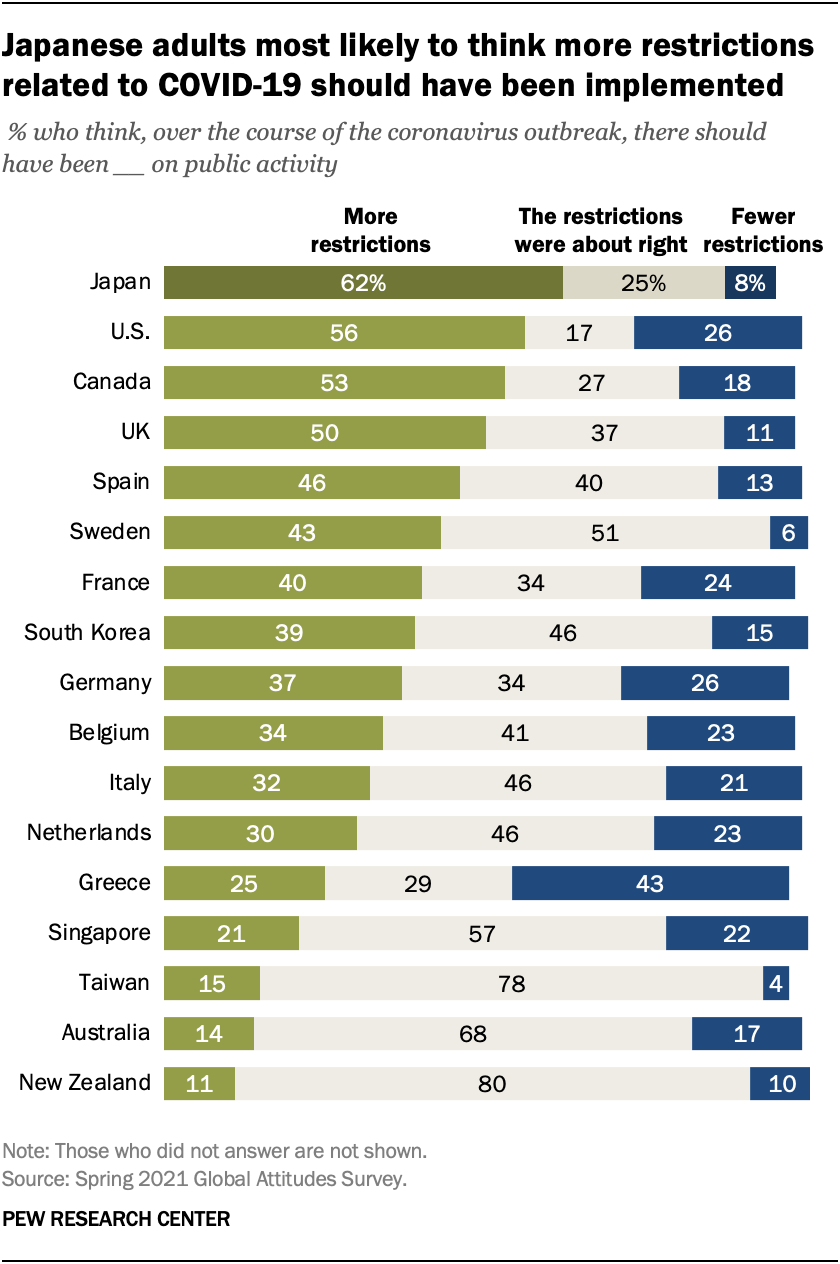 Japanese adults most likely to think more restrictions
related to COVID-19 should have been implemented
% who think, over the course of the coronavirus outbreak, there should
have been __ on public activity
More The restrictions Fewer
restrictions were about right restrictions
Japan 62% 25% 8%
U.S. 56 17 26
Canada 53 27 18
UK 50 37 11
Spain 46 40 13
Sweden 43 51 6
France 40 34 24
South Korea 39 46 15
Germany 37 34 26
Belgium 34 41 23
Italy 32 46 21
Netherlands 30 46 23
Greece 25 29 43
Singapore 21 57 22
Taiwan 15 78 4
Australia 14 68 17
New Zealand 11 80 10
Note: Those who did not answer are not shown.
Source: Spring 2021 Global Attitudes Survey.
PEW RESEARCH CENTER